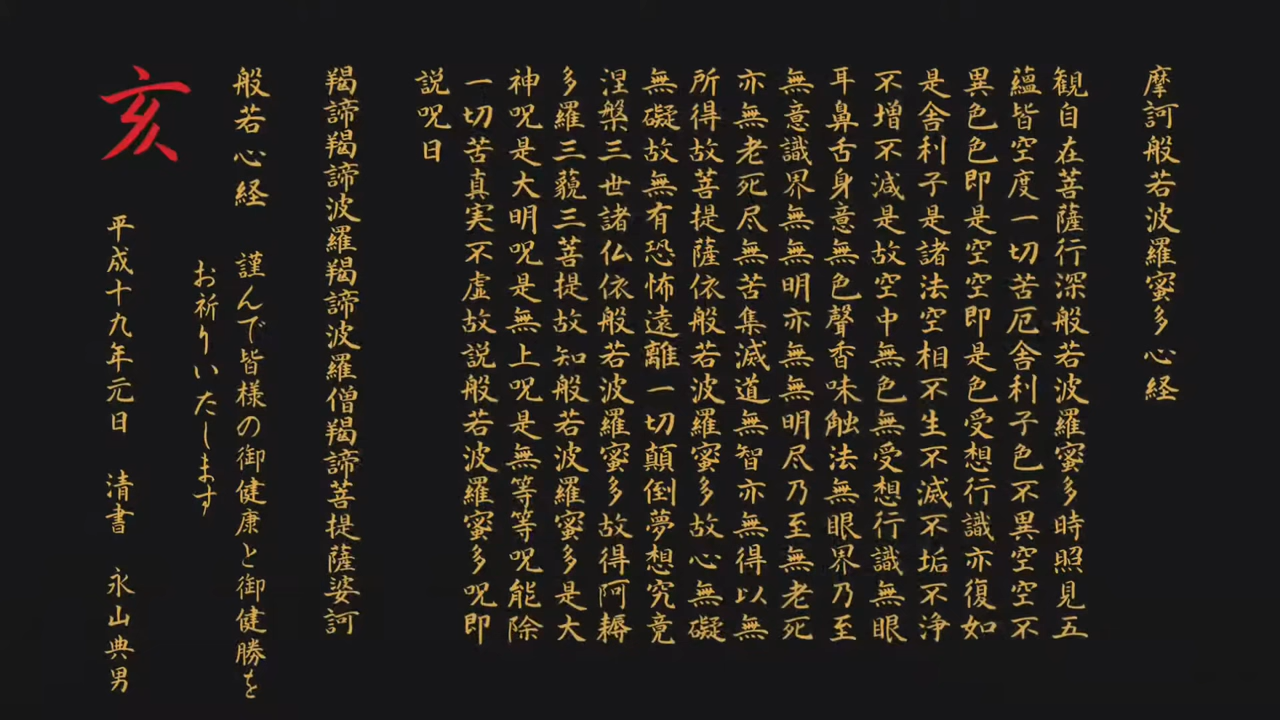 摩訶般若波羅蜜多心経
観自在菩薩行深般若波羅蜜多時照見五
蘊皆空度一切苦厄舎利子色不異空空不
異色色即是空空即是色受想行識亦復如
是舎利子是諸法空相不生不滅不垢不浄
不増不減是故空中無色無受想行識無眼
耳鼻舌身意無色聲香味触法無眼界乃至
無意識界無無明亦無無明尽乃至無老死
亦無老死尽無苦集滅道無智亦無得以無
所得故菩提薩依般若波羅蜜多故心無礙
無礙故無有恐怖遠離一切顛倒夢想究竟
涅槃三世諸仏依般若波羅蜜多故得阿耨
多羅三藐三菩提故知般若波羅蜜多是大
神呪是大明呪是無上呪是無等等呪能除
一切苦真実不虚故説般若波羅蜜多呪即
説呪日
羯諦羯諦波羅羯諦波羅僧羯諦菩提薩婆訶
般若心経 謹んで皆様の御健康と御健勝を
お祈りいたします
亥
平成十九年元日 清書 永山典男